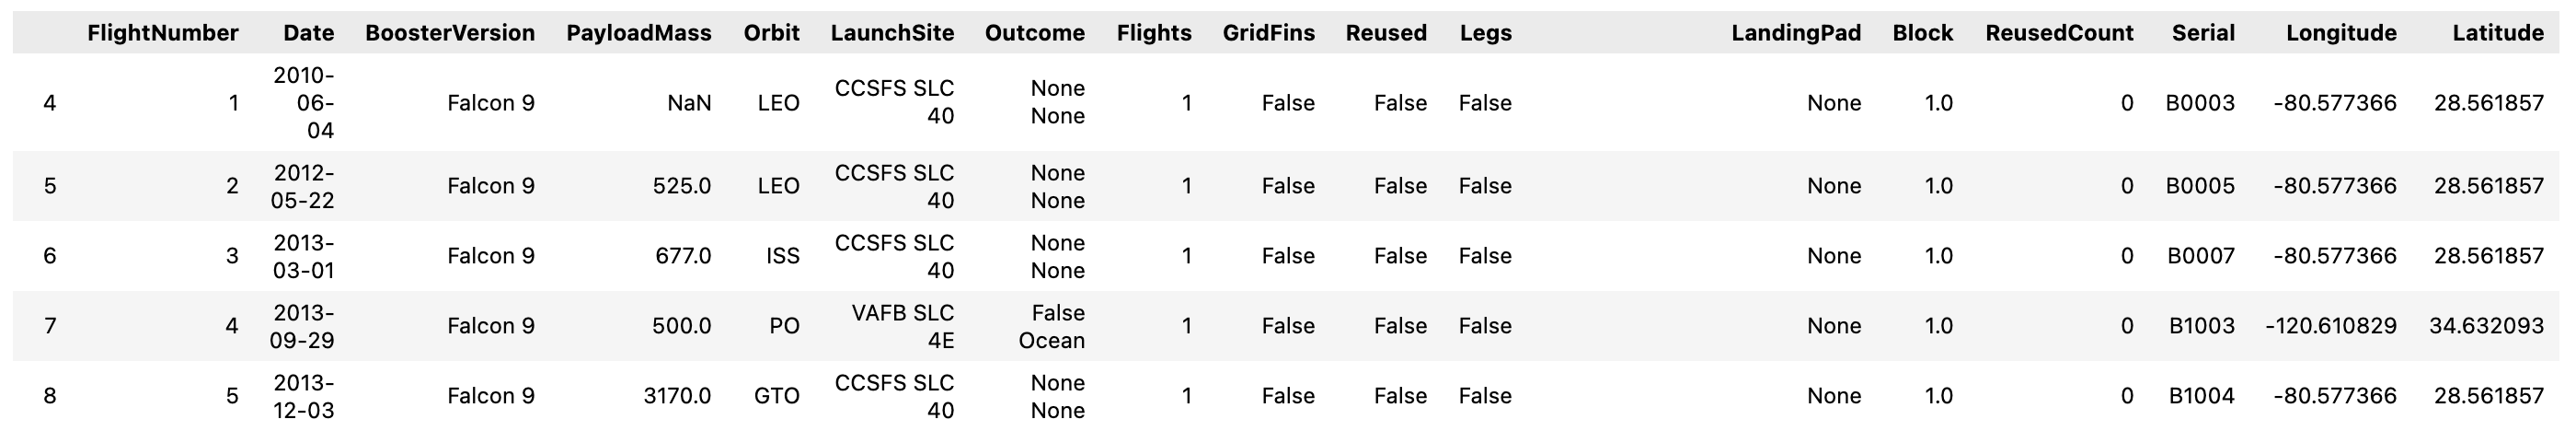 FlightNumber Date BoosterVersion PayloadMass Orbit LaunchSite Outcome Flights GridFins Reused Legs LandingPad Block ReusedCount Serial Longitude Latitude
4 1 2010-06-04 Falcon 9 NaN LEO CCSFS SLC 40 None None 1 False False False None 1.0 0 B0003 -80.577366 28.561857
5 2 2012-05-22 Falcon 9 525.0 LEO CCSFS SLC 40 None None 1 False False False None 1.0 0 B0005 -80.577366 28.561857
6 3 2013-03-01 Falcon 9 677.0 ISS CCSFS SLC 40 None None 1 False False False None 1.0 0 B0007 -80.577366 28.561857
7 4 2013-09-29 Falcon 9 500.0 PO VAFB SLC 4E False Ocean 1 False False False None 1.0 0 B1003 -120.610829 34.632093
8 5 2013-12-03 Falcon 9 3170.0 GTO CCSFS SLC 40 None None 1 False False False None 1.0 0 B1004 -80.577366 28.561857